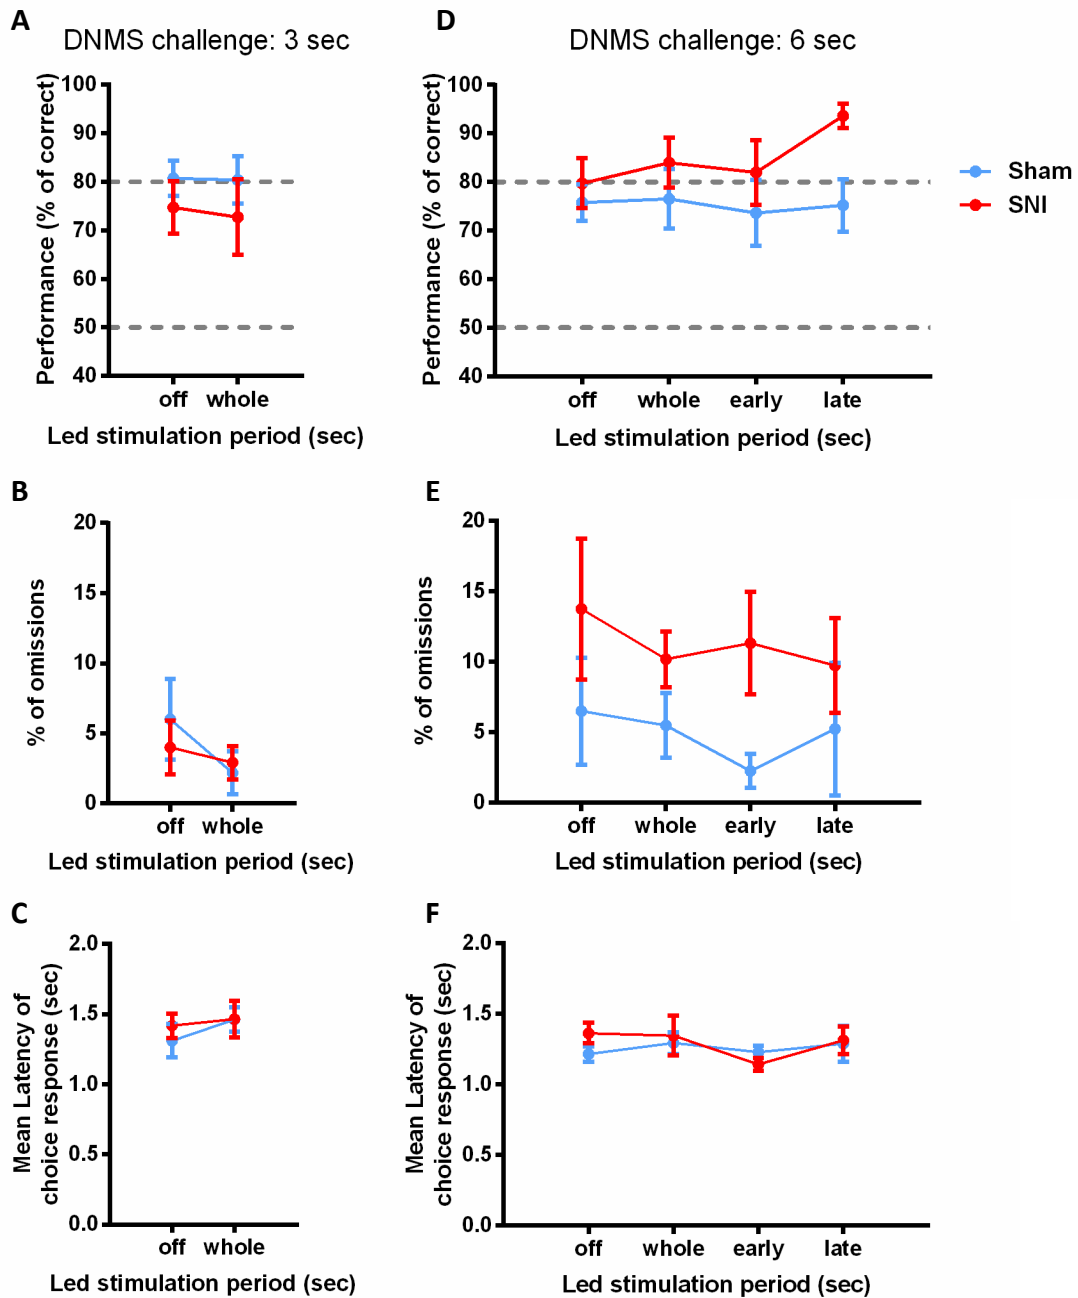 A
DNMS challenge: 3 sec
Performance (% of correct)
100
90
80
70
60
50
40
off whole
Led stimulation period (sec)
D
DNMS challenge: 6 sec
Performance (% of correct)
100
90
80
70
60
50
40
off whole early late
Led stimulation period (sec)
Sham
SNI
B
% of omissions
20
15
10
5
0
off whole
Led stimulation period (sec)
E
% of omissions
20
15
10
5
0
off whole early late
Led stimulation period (sec)
C
Mean Latency of
choice response (sec)
2.0
1.5
1.0
0.5
0.0
off whole
Led stimulation period (sec)
F
Mean Latency of
choice response (sec)
2.0
1.5
1.0
0.5
0.0
off whole early late
Led stimulation period (sec)